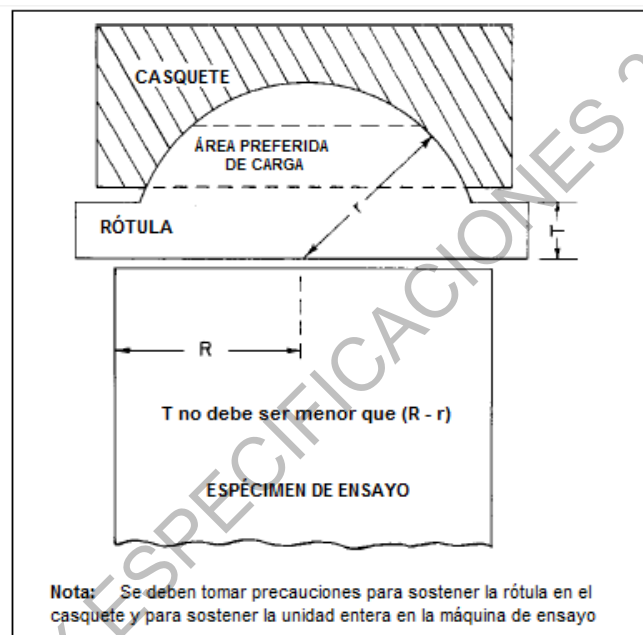 CASQUETE
ÁREA PREFERIDA
DE CARGA
r
RÓTULA
T
R
T no debe ser menor que (R - r)
ESPÉCIMEN DE ENSAYO
Nota: Se deben tomar precauciones para sostener la rótula en el
casquete y para sostener la unidad entera en la máquina de ensayo
Y ESPECIFICACIONES